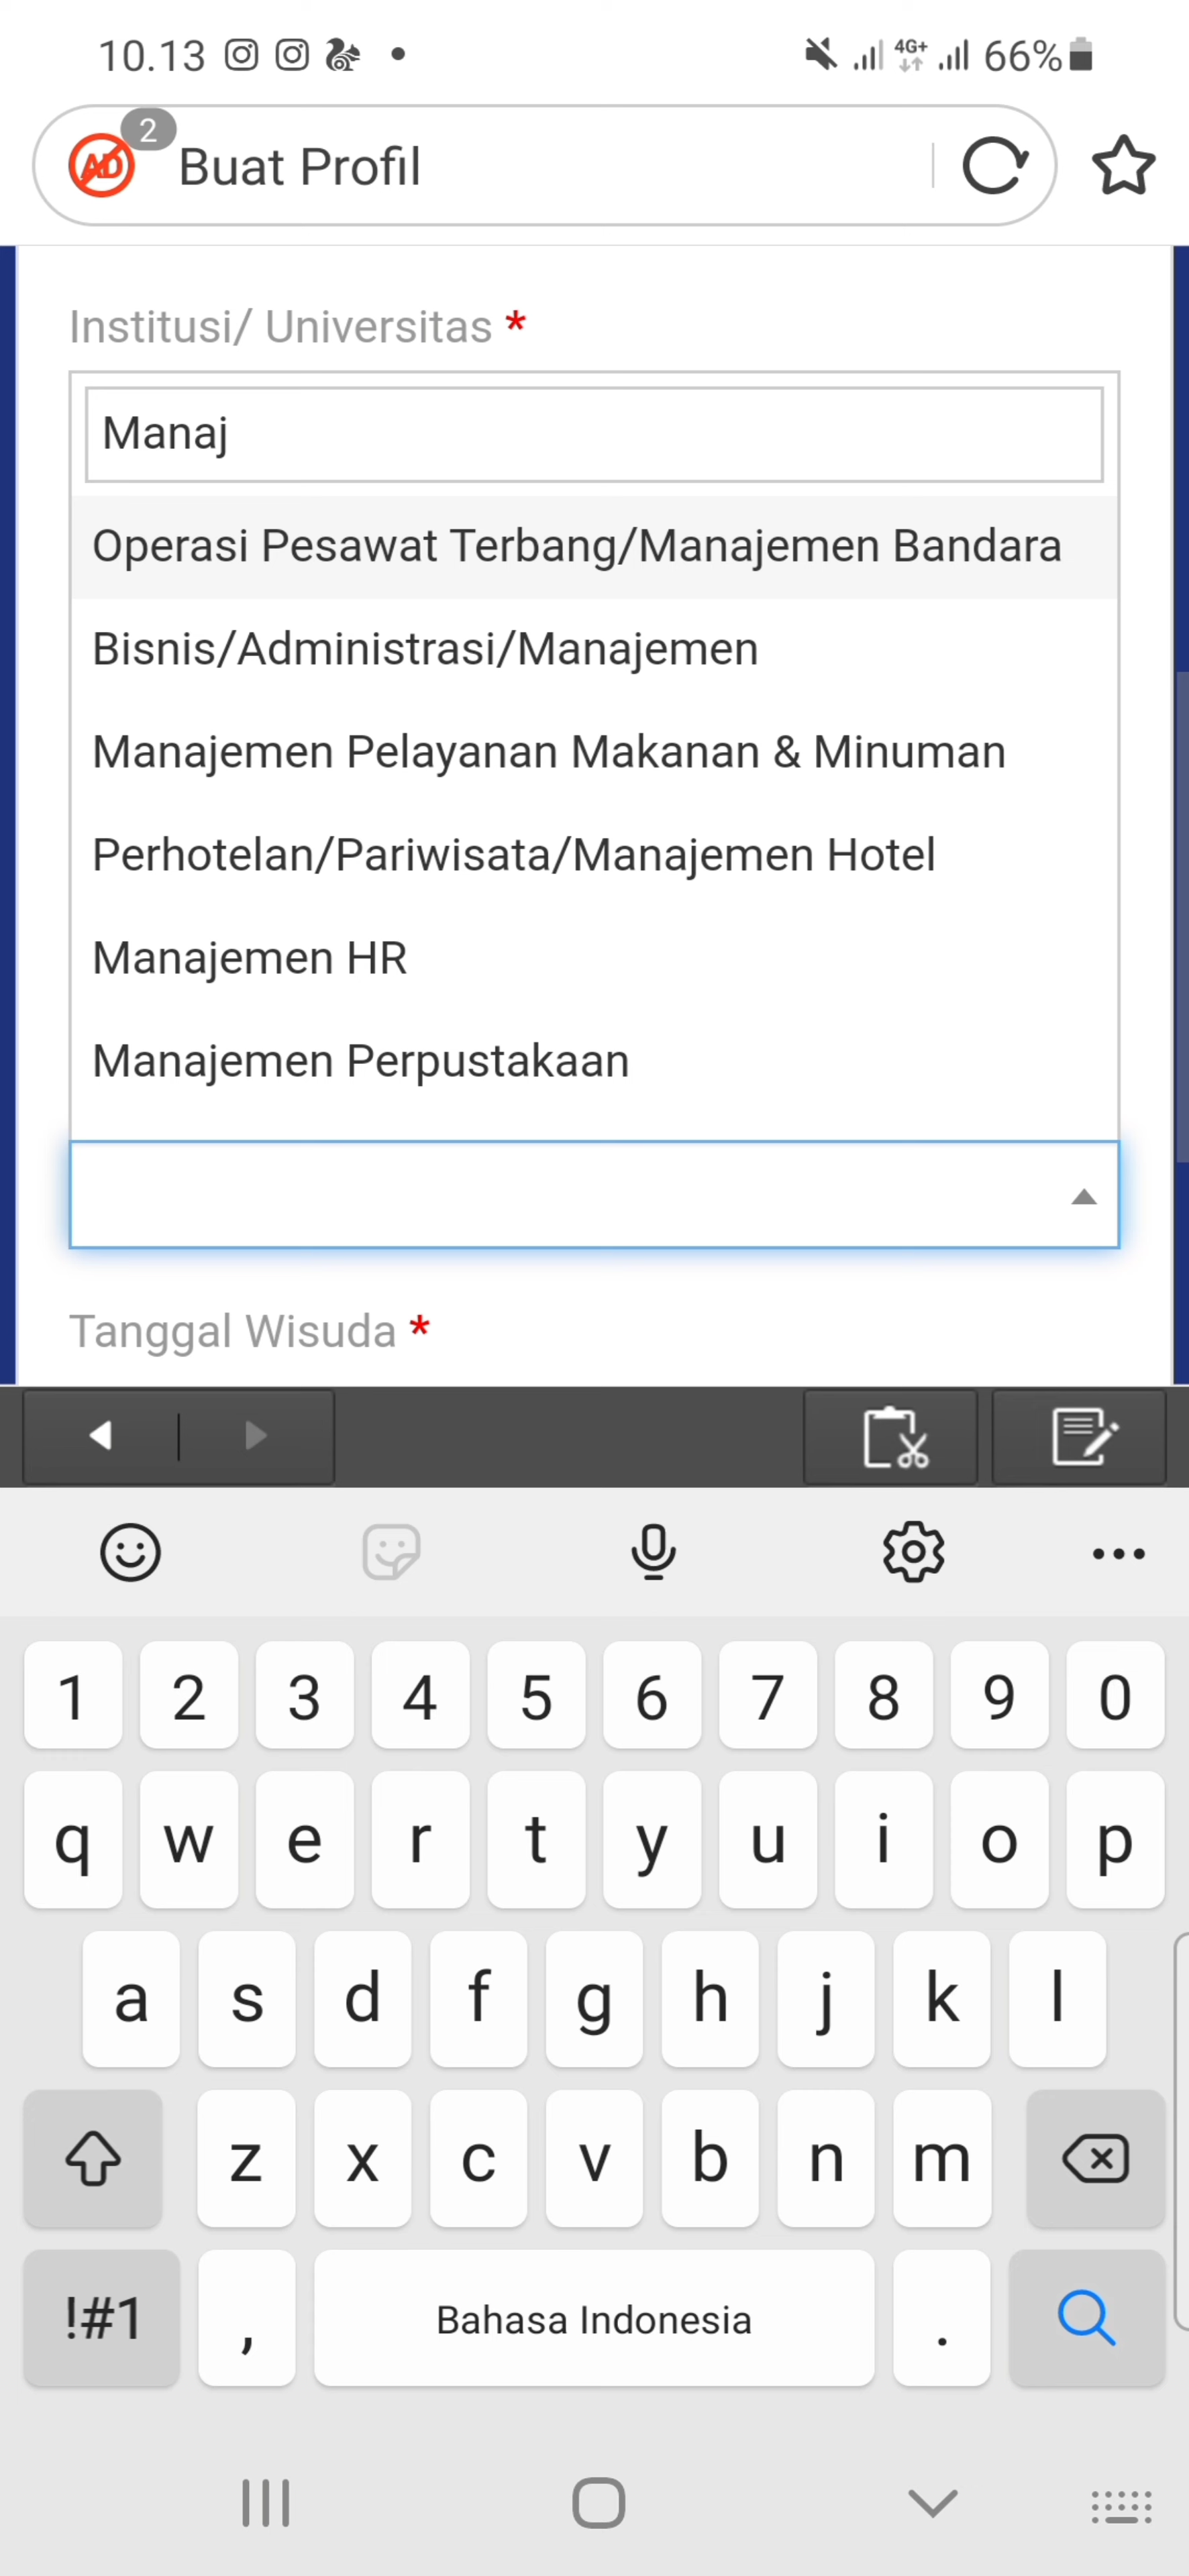 10.13
4G+
66%
AD
2
Buat Profil
Institusi/ Universitas *
Manaj
Operasi Pesawat Terbang/Manajemen Bandara
Bisnis/Administrasi/Manajemen
Manajemen Pelayanan Makanan & Minuman
Perhotelan/Pariwisata/Manajemen Hotel
Manajemen HR
Manajemen Perpustakaan
Tanggal Wisuda *
1 2 3 4 5 6 7 8 9 0
q w e r t y u i o p
a s d f g h j k l
z x c v b n m
!#1 , Bahasa Indonesia .